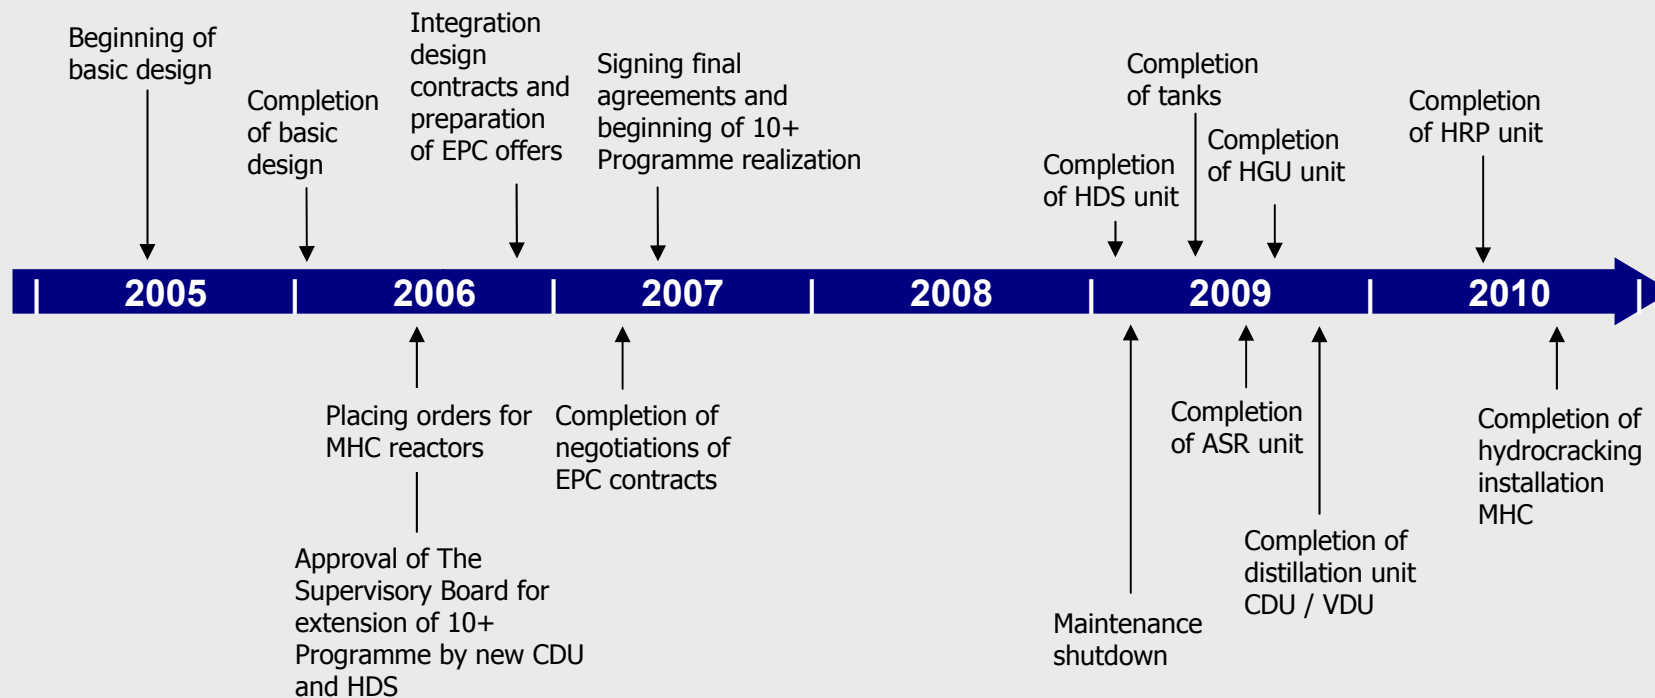 Beginning of
basic design
Completion
of basic
design
Integration
design
contracts and
preparation
of EPC offers
Signing final
agreements and
beginning of 10+
Programme realization
Completion
of HDS unit
Completion
of tanks
Completion
of HGU unit
Completion
of HRP unit
2005
2006
2007
2008
2009
2010
Placing orders for
MHC reactors
Approval of The
Supervisory Board for
extension of 10+
Programme by new CDU
and HDS
Completion of
negotiations of
EPC contracts
Maintenance
shutdown
Completion
of ASR unit
Completion of
distillation unit
CDU / VDU
Completion of
hydrocracking
installation
MHC